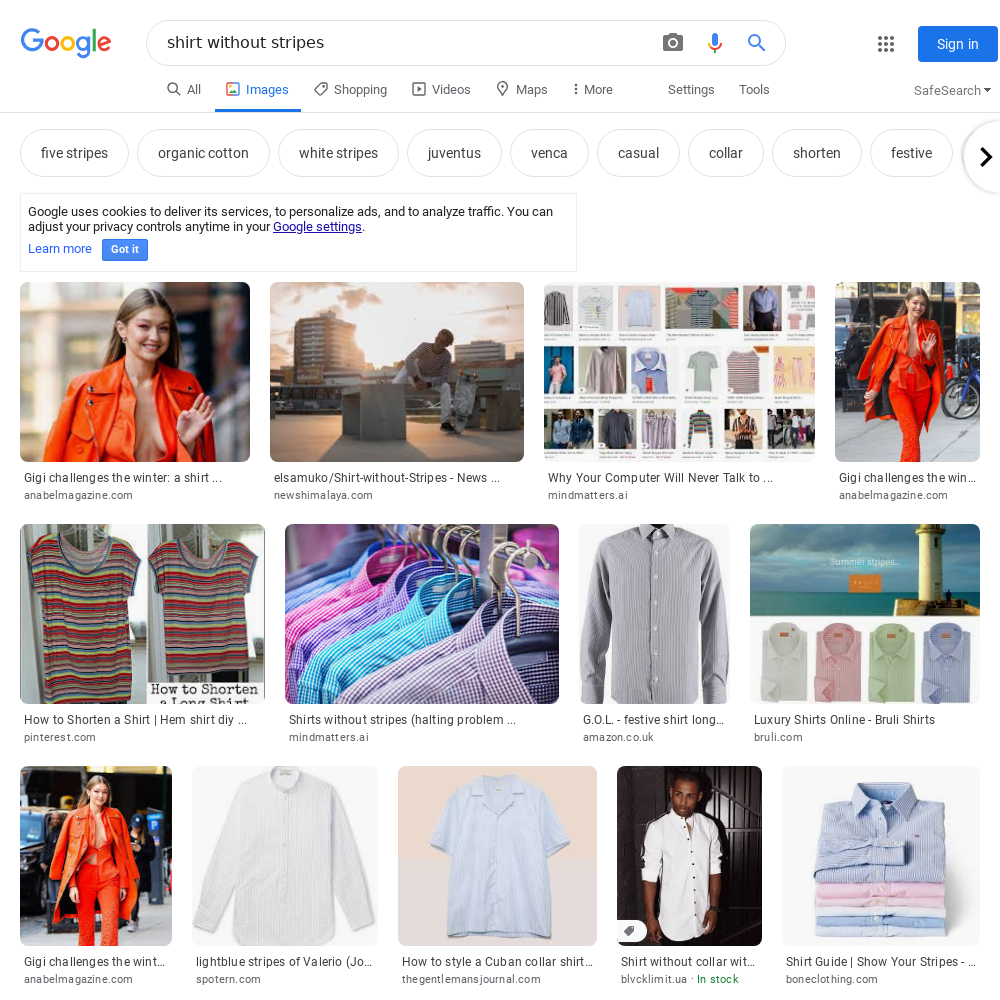 Google
shirt without stripes
Sign in
All
Images
Shopping
Videos
Maps
More
Settings
Tools
SafeSearch
five stripes
organic cotton
white stripes
juventus
venca
casual
collar
shorten
festive
Google uses cookies to deliver its services, to personalize ads, and to analyze traffic. You can
adjust your privacy controls anytime in your Google settings.
Learn more
Got it
Gigi challenges the winter: a shirt ...
anabelmagazine.com
elsamuko/Shirt-without-Stripes - News ...
newshimalaya.com
Why Your Computer Will Never Talk to ...
mindmatters.ai
Gigi challenges the win...
anabelmagazine.com
How to Shorten
a Long Shirt
Summer stripes..
How to Shorten a Shirt | Hem shirt diy ...
pinterest.com
Shirts without stripes (halting problem ...
mindmatters.ai
G.O.L. - festive shirt long...
amazon.co.uk
Luxury Shirts Online - Bruli Shirts
bruli.com
Gigi challenges the wint...
anabelmagazine.com
lightblue stripes of Valerio (Jo...
spotern.com
How to style a Cuban collar shirt...
thegentlemansjournal.com
Shirt without collar wit...
blvcklimit.ua · In stock
Shirt Guide | Show Your Stripes - ...
boneclothing.com